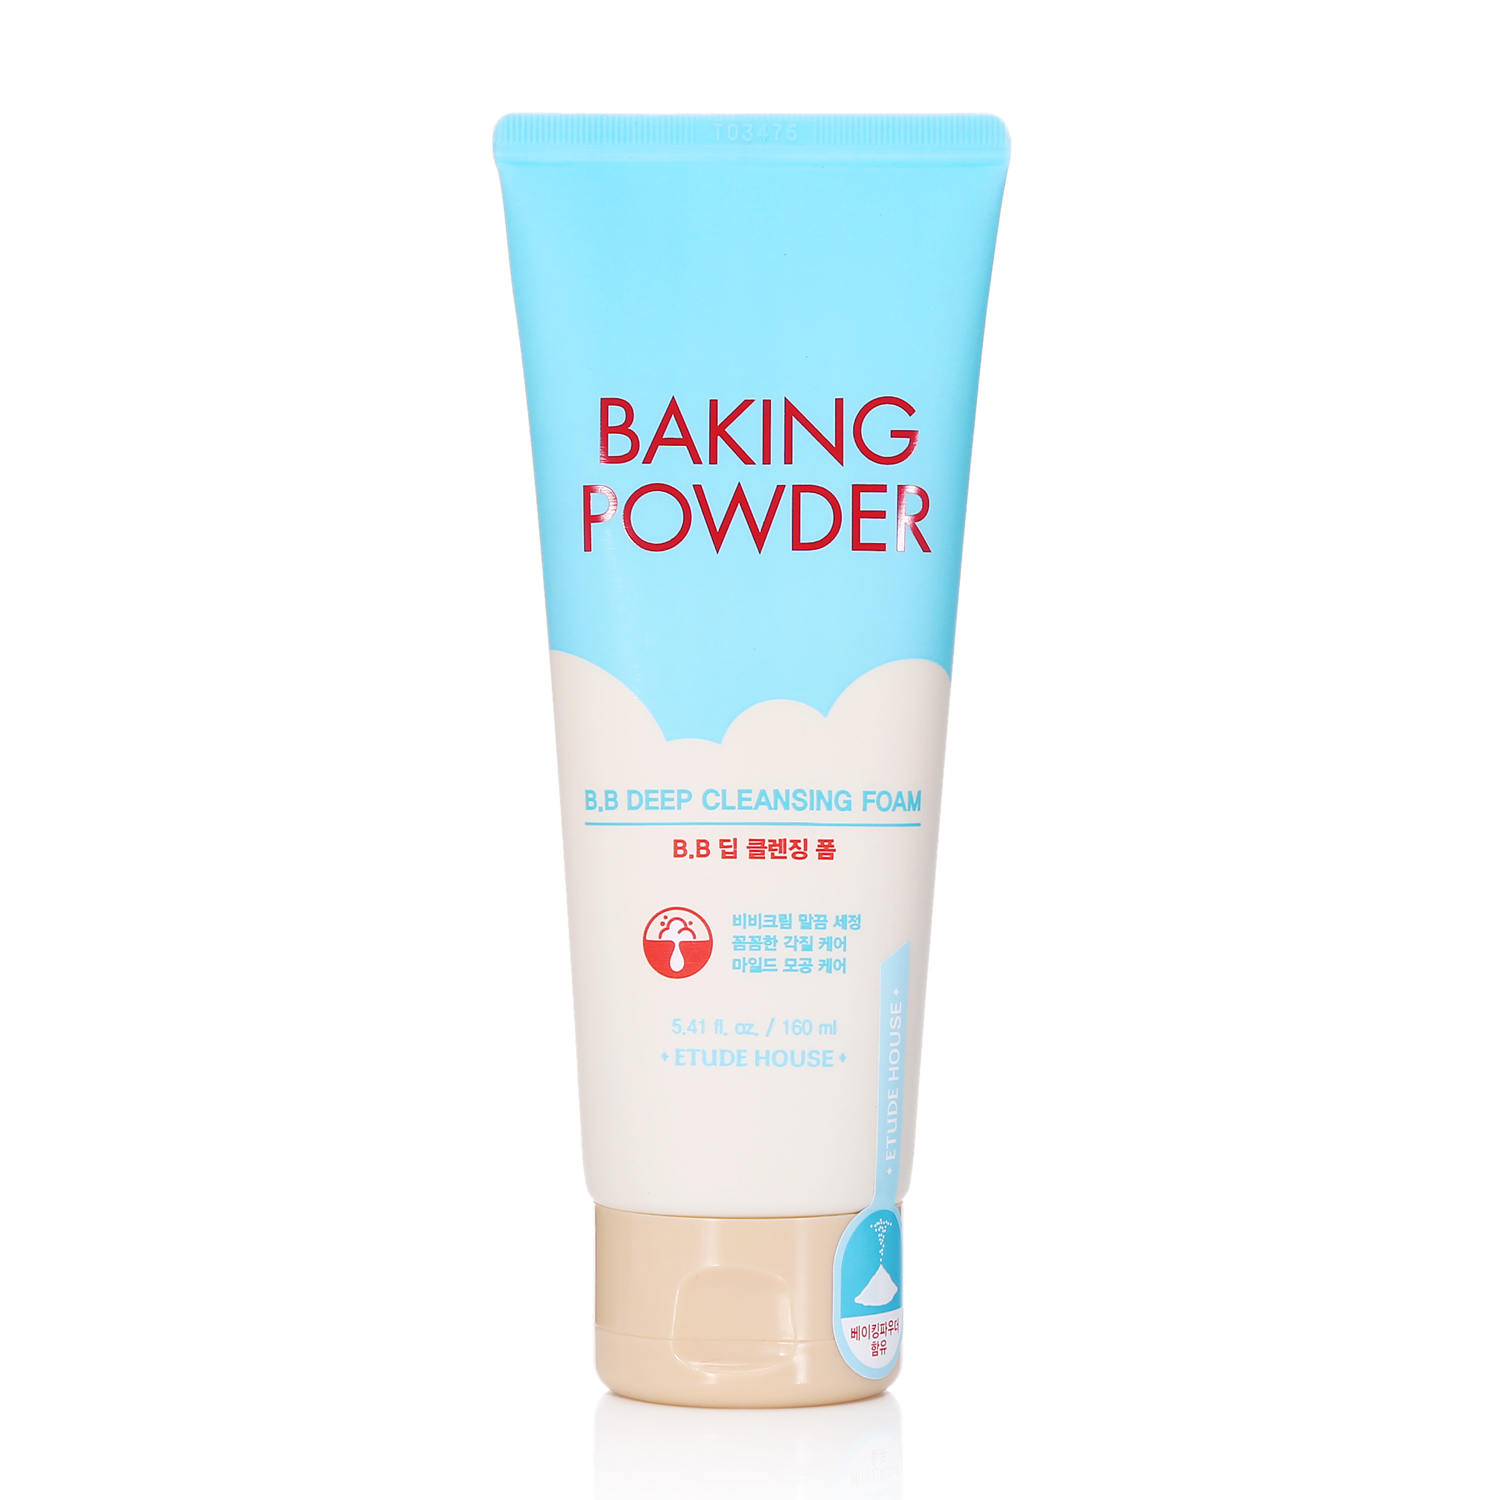 T03476
BAKING
POWDER
B.B DEEP CLEANSING FOAM
B.B 딥 클렌징 폼
비비크림 말끔 세정
꼼꼼한 각질 케어
마일드 모공 케어
5.41 fl. oz. / 160 ml
ETUDE HOUSE
ETUDE HOUSE
베이킹파우더
함유